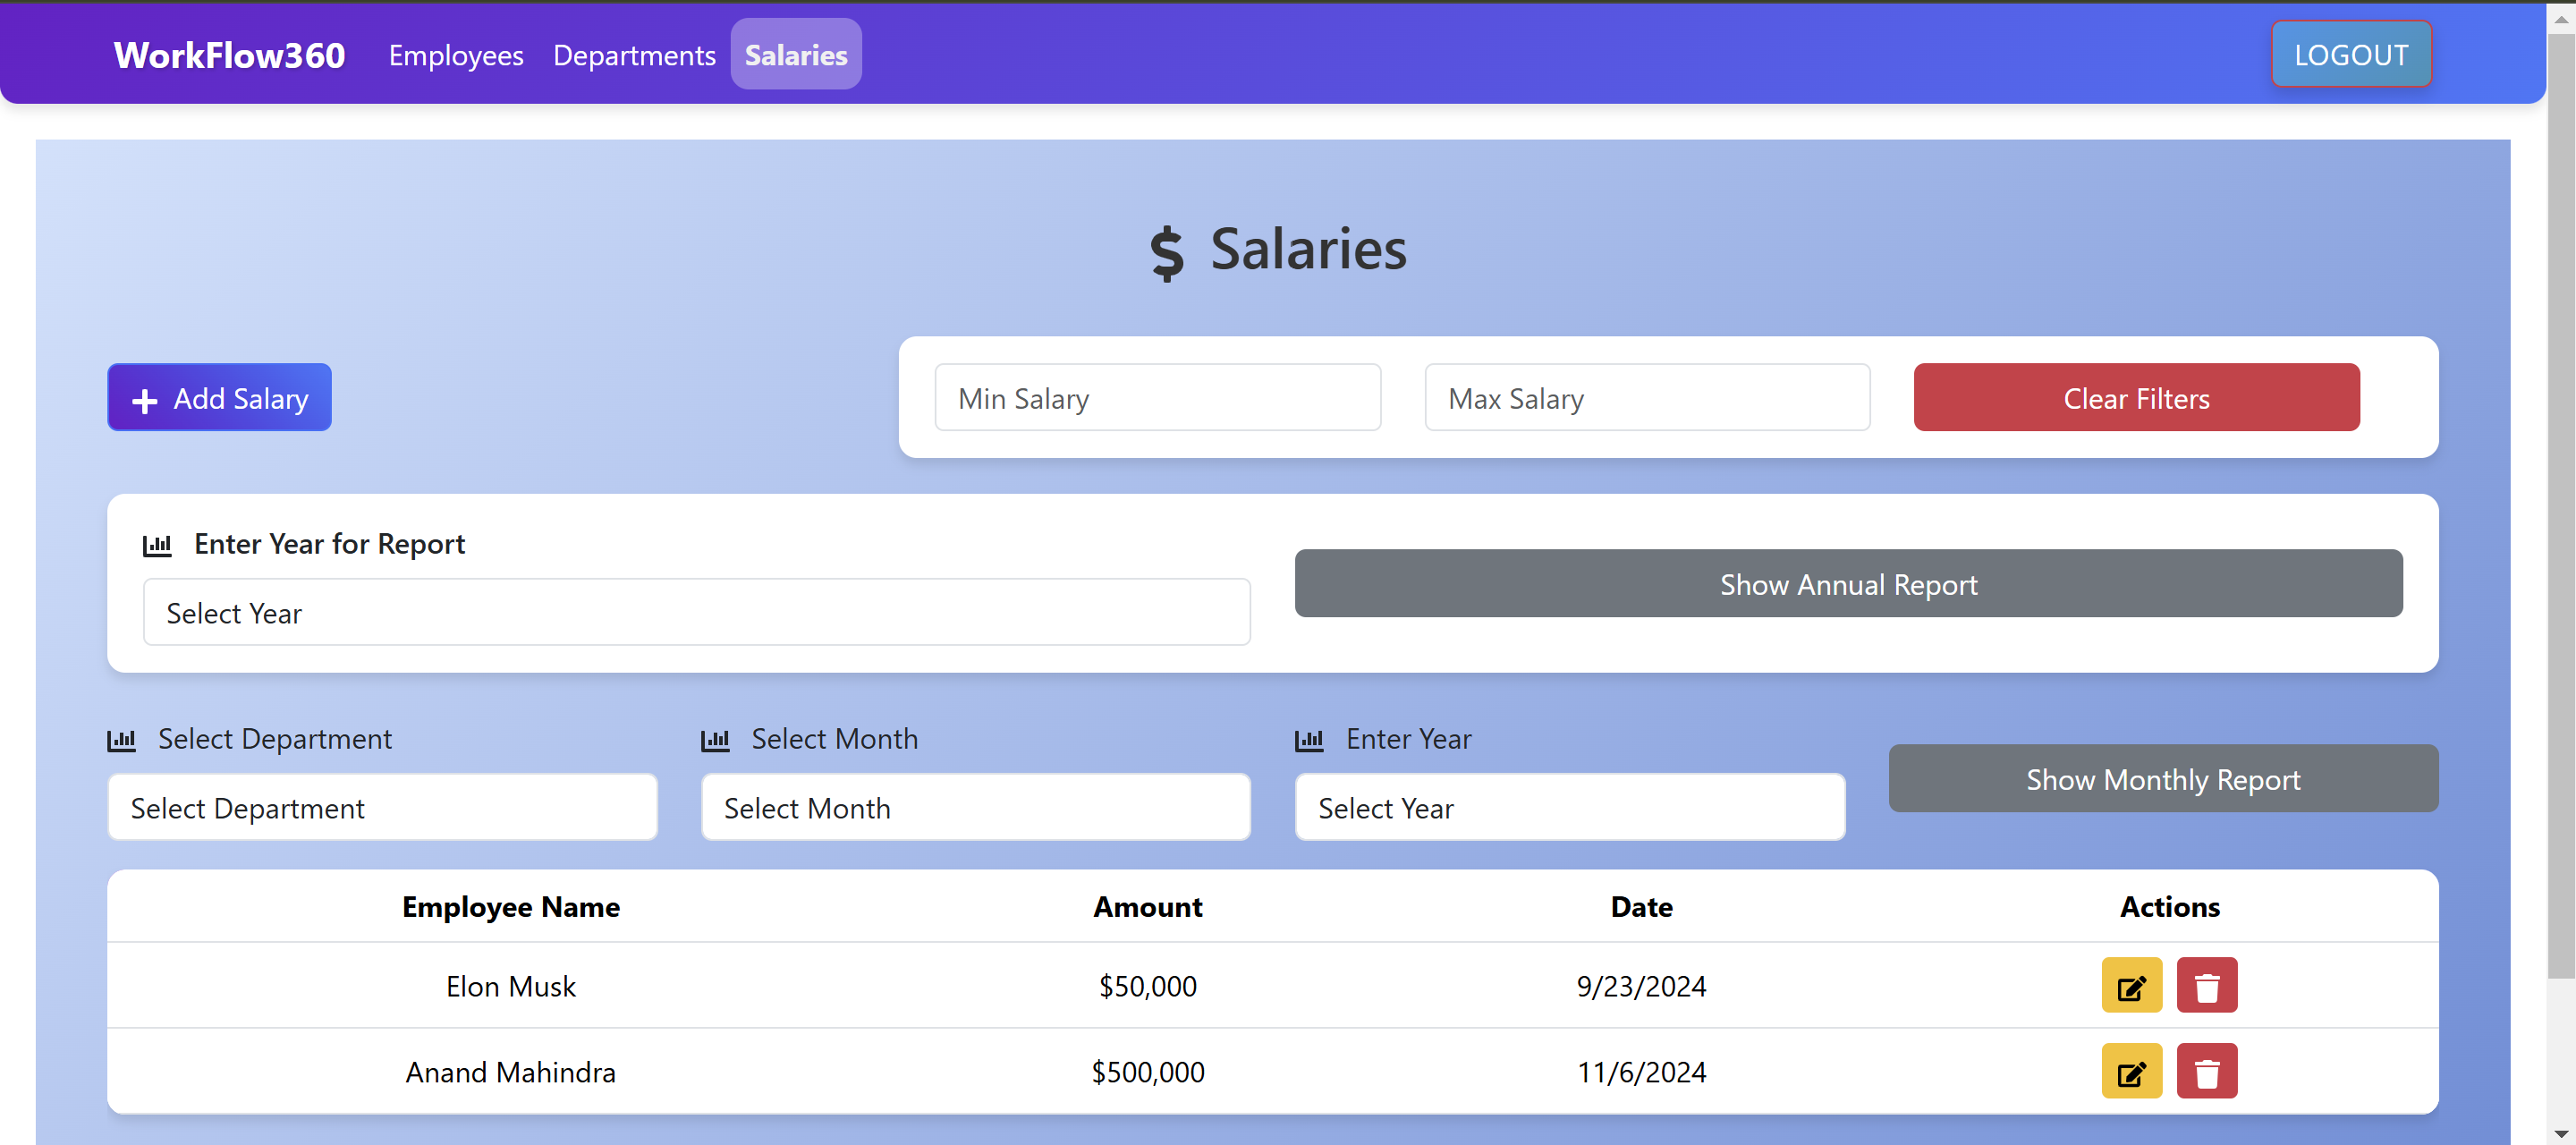 WorkFlow360 Employees Departments Salaries LOGOUT
$ Salaries
Add Salary Min Salary Max Salary Clear Filters
Enter Year for Report
Select Year Show Annual Report
Select Department Select Month Enter Year
Select Department Select Month Select Year Show Monthly Report
Employee Name Amount Date Actions
Elon Musk $50,000 9/23/2024
Anand Mahindra $500,000 11/6/2024